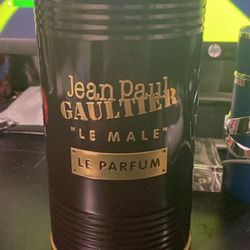 Jean Paul
GAULTIER
"LE MALE"
LE PARFUM